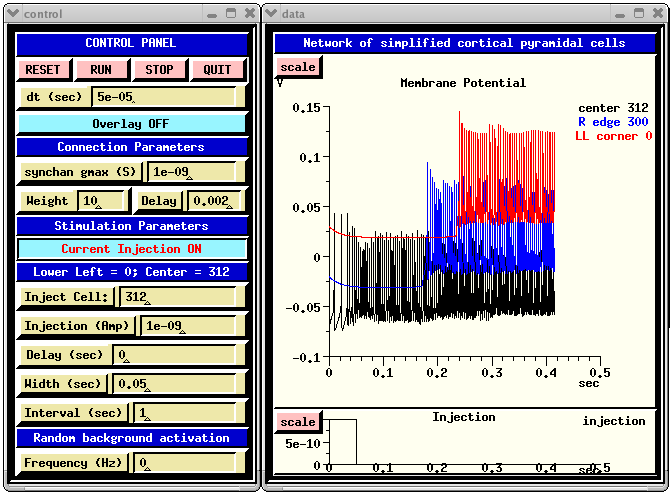 control
CONTROL PANEL
RESET RUN STOP QUIT
dt (sec) 5e-05
Overlay OFF
Connection Parameters
synchan gmax (S) 1e-09
Weight 10 Delay 0.002
Stimulation Parameters
Current Injection ON
Lower Left = 0; Center = 312
Inject Cell: 312
Injection (Amp) 1e-09
Delay (sec) 0
Width (sec) 0.05
Interval (sec) 1
Random background activation
Frequency (Hz) 0
data
Network of simplified cortical pyramidal cells
scale
V
Membrane Potential
center 312
R edge 300
LL corner 0
0.15
0.1
0.05
0
-0.05
-0.1
0 0.1 0.2 0.3 0.4 0.5
sec
scale
Injection
injection
5e-10
0
0 0.1 0.2 0.3 0.4 0.5
sec